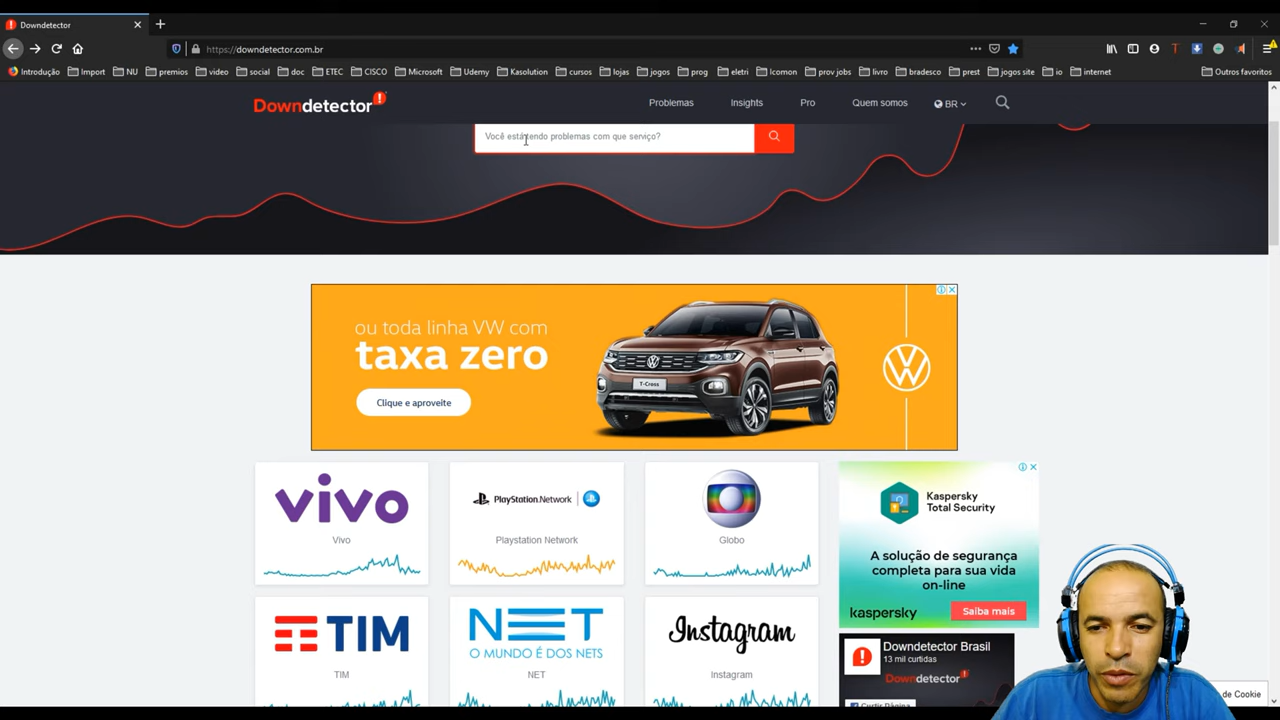 Downdetector
https://downdetector.com.br
Introdução Import NU premios video social doc ETEC CISCO Microsoft Udemy Kasolution cursos lojas jogos prog eletri Icomon prov jobs livro bradesco prest jogos site io internet Outros favoritos
Downdetector
Problemas Insights Pro Quem somos BR
Você está tendo problemas com que serviço?
ou toda linha VW com
taxa zero
Clique e aproveite
T-Cross
vivo
Vivo
PlayStation Network
Playstation Network
Globo
Kaspersky
Total Security
A solução de segurança
completa para sua vida
on-line
kaspersky
Saiba mais
TIM
TIM
NET
O MUNDO É DOS NETS
NET
Instagram
Instagram
Downdetector Brasil
13 mil curtidas
Downdetector
Curtir Página
de Cookie